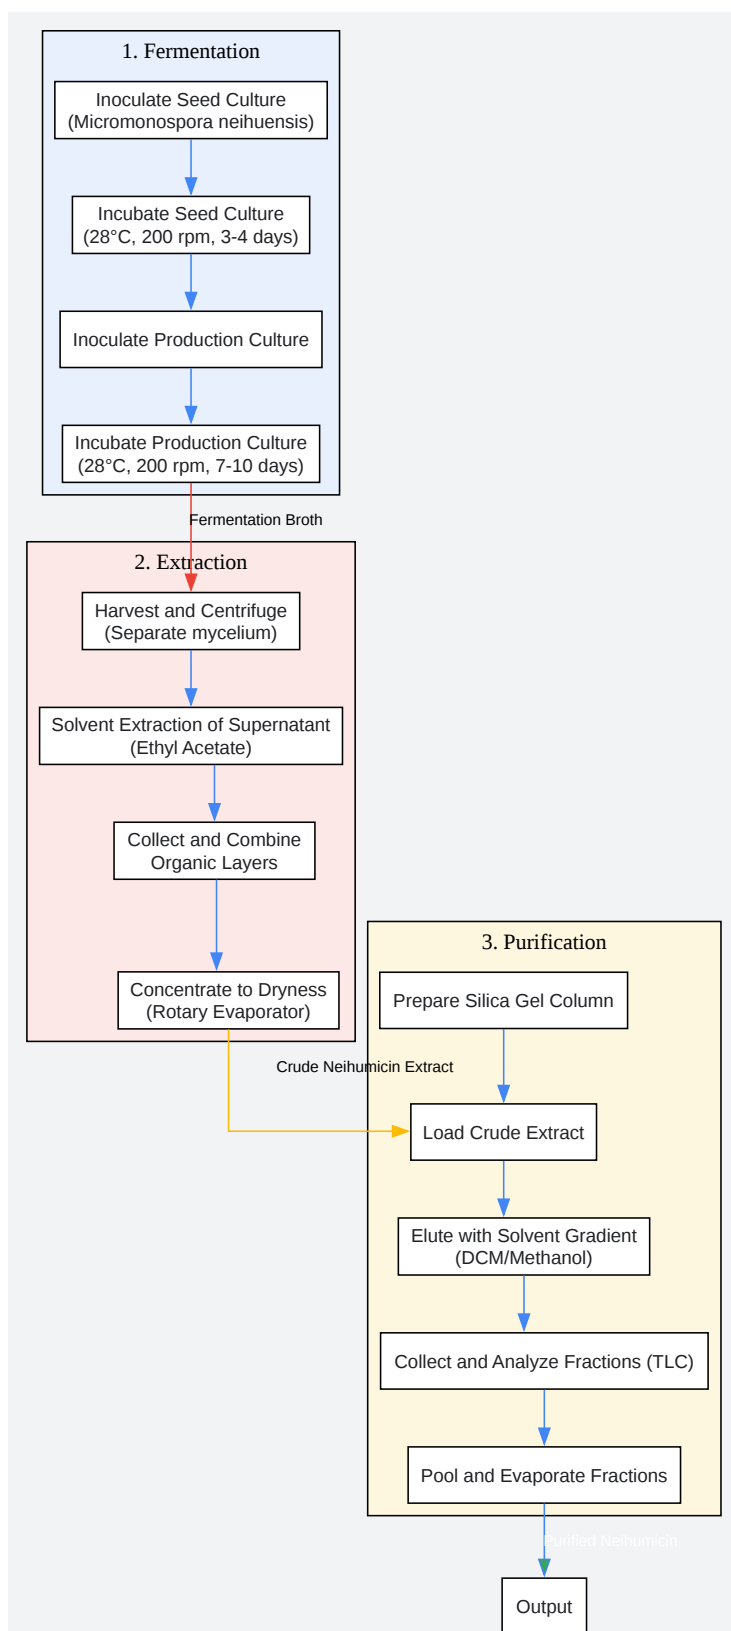 1. Fermentation
Inoculate Seed Culture
(Micromonospora neihuensis)
Incubate Seed Culture
(28°C, 200 rpm, 3-4 days)
Inoculate Production Culture
Incubate Production Culture
(28°C, 200 rpm, 7-10 days)
Fermentation Broth
2. Extraction
Harvest and Centrifuge
(Separate mycelium)
Solvent Extraction of Supernatant
(Ethyl Acetate)
Collect and Combine
Organic Layers
Concentrate to Dryness
(Rotary Evaporator)
3. Purification
Prepare Silica Gel Column
Crude Neihumicin Extract
Load Crude Extract
Elute with Solvent Gradient
(DCM/Methanol)
Collect and Analyze Fractions (TLC)
Pool and Evaporate Fractions
Purified Neihumicin
Output